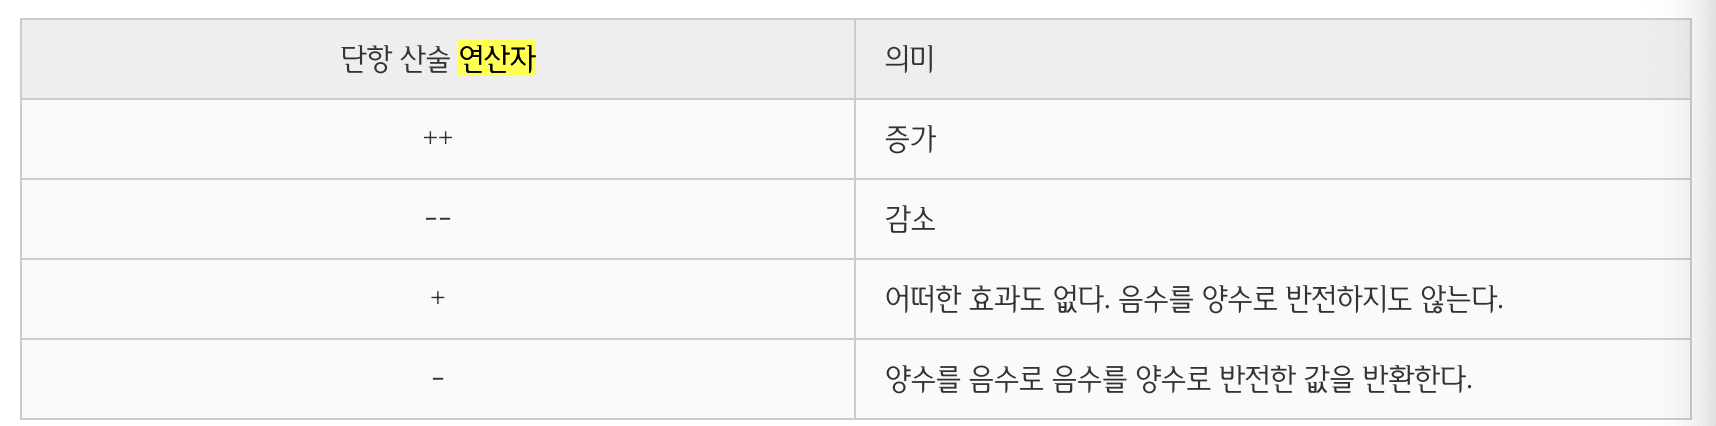 단항 산술 연산자 의미
++ 증가
-- 감소
+ 어떠한 효과도 없다. 음수를 양수로 반전하지도 않는다.
- 양수를 음수로 음수를 양수로 반전한 값을 반환한다.